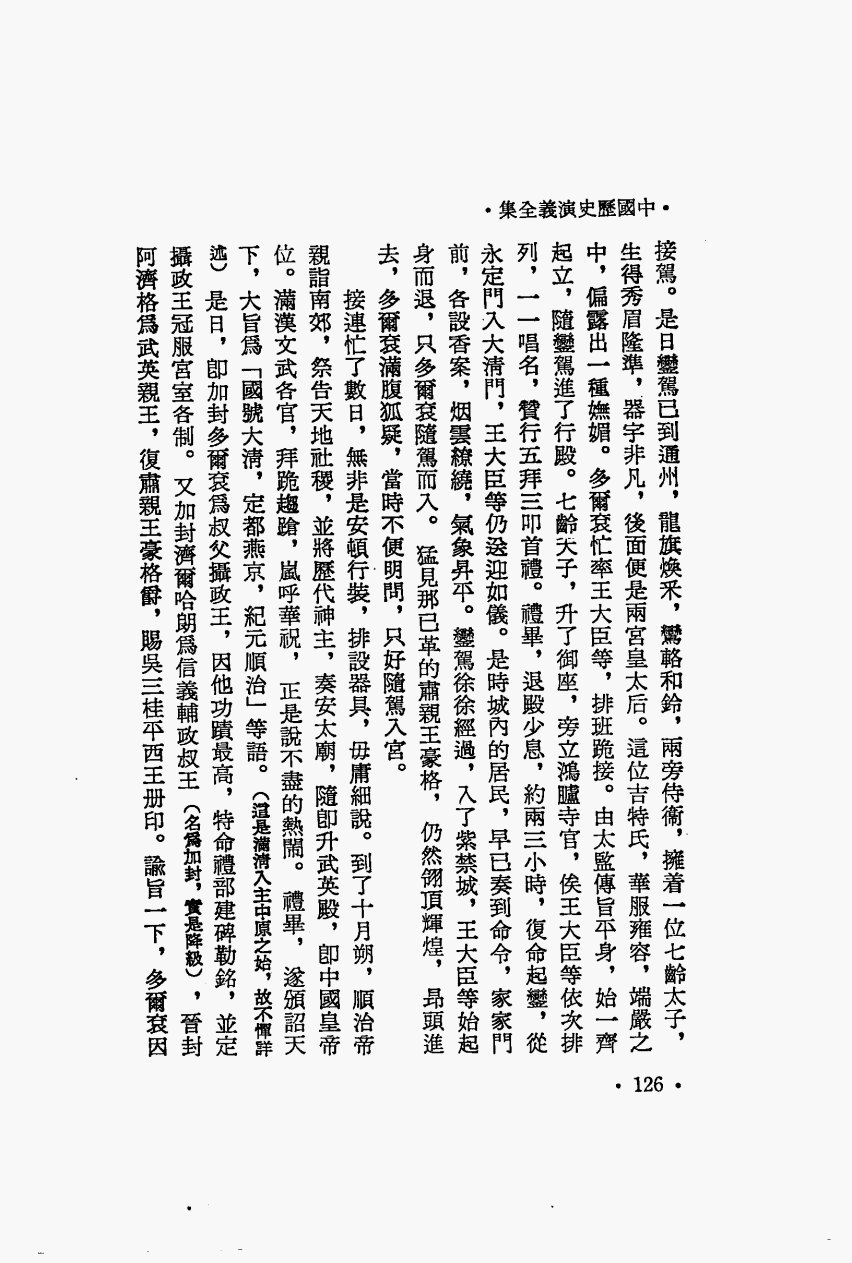 •中國歷史演義全集•
接駕。是日鑾駕已到通州，龍旗煥釆，鸞輅和鈴，兩旁侍衞，擁着一位七齡太子，
生得秀眉隆準，器宇非凡，後面便是兩宮皇太后。這位吉特氏，華服雍容，端嚴之
中，偏露出一種嫵媚。多爾袞忙率王大臣等，排班跪接。由太監傳旨平身，始一齊
起立，隨鑾駕進了行殿。七齡天子，升了御座，旁立鴻臚寺官，俟王大臣等依次排
列，一一唱名，贊行五拜三叩首禮。禮畢，退殿少息，約兩三小時，復命起鑾，從
永定門入大淸門，王大臣等仍送迎如儀。是時城內的居民，早已奏到命令，家家門
前，各設香案，烟雲繚繞，氣象昇平。鑾駕徐徐經過，入了紫禁城，王大臣等始起
身而退，只多爾袞隨駕而入。猛見那已革的肅親王豪格，仍然翎頂輝煌，昂頭進
去，多爾袞滿腹狐疑，當時不便明問，只好隨駕入宮。
接連忙了數日，無非是安頓行裝，排設器具，毋庸細說。到了十月朔，順治帝
親詣南郊，祭告天地社稷，並將歷代神主，奏安太廟，隨卽升武英殿，卽中國皇帝
位。滿漢文武各官，拜跪趨蹌，嵐呼華祝，正是說不盡的熱閙。禮畢，遂頒詔天
下，大旨爲「國號大淸，定都燕京，紀元順治」等語。（這是滿淸入主中原之始，故不憚詳
述）是日，卽加封多爾袞爲叔父攝政王，因他功蹟最高，特命禮部建碑勒銘，並定
攝政王冠服宮室各制。又加封濟爾哈朗爲信義輔政叔王（名爲加封，實是降級），晉封
阿濟格爲武英親王，復肅親王豪格爵，賜吳三桂平西王册印。諭旨一下，多爾袞因
•126•